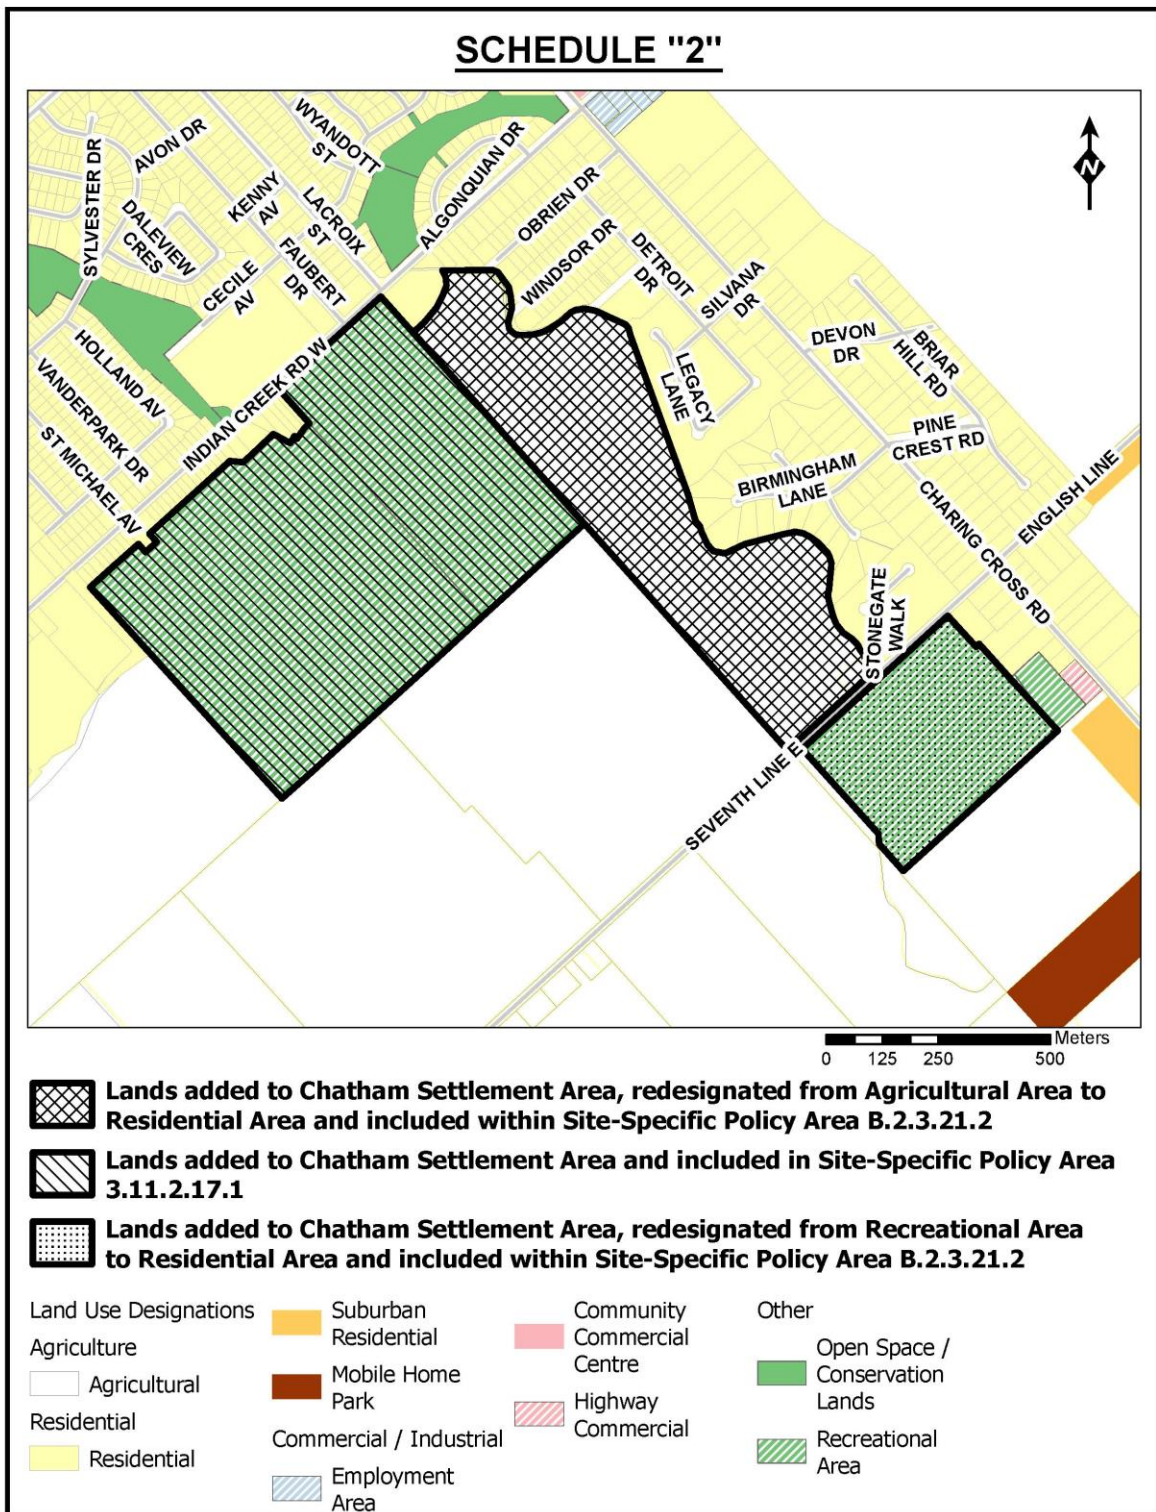 SCHEDULE "2"
SYLVESTER DR
AVON DR
WYANDOTT
ST
ALGONQUIAN DR
KENNY
AV
LACROIX
ST
DALEVIEW
CRES
CECILE
AV
FAUBERT
DR
OBRIEN DR
WINDSOR DR
DETROIT
DR
SILVANA
DR
DEVON
DR
BRIAR
HILL RD
HOLLAND AV
VANDERPARK DR
ST MICHAEL AV
INDIAN CREEK RD W
LEGACY
LANE
PINE
CREST RD
BIRMINGHAM
LANE
CHARING CROSS RD
ENGLISH LINE
STONEGATE
WALK
SEVENTH LINE E
N
Meters
0 125 250 500
Lands added to Chatham Settlement Area, redesignated from Agricultural Area to
Residential Area and included within Site-Specific Policy Area B.2.3.21.2
Lands added to Chatham Settlement Area and included in Site-Specific Policy Area
3.11.2.17.1
Lands added to Chatham Settlement Area, redesignated from Recreational Area
to Residential Area and included within Site-Specific Policy Area B.2.3.21.2
Land Use Designations
Agriculture
Agricultural
Residential
Residential
Suburban
Residential
Mobile Home
Park
Commercial / Industrial
Employment
Area
Community
Commercial
Centre
Highway
Commercial
Other
Open Space /
Conservation
Lands
Recreational
Area